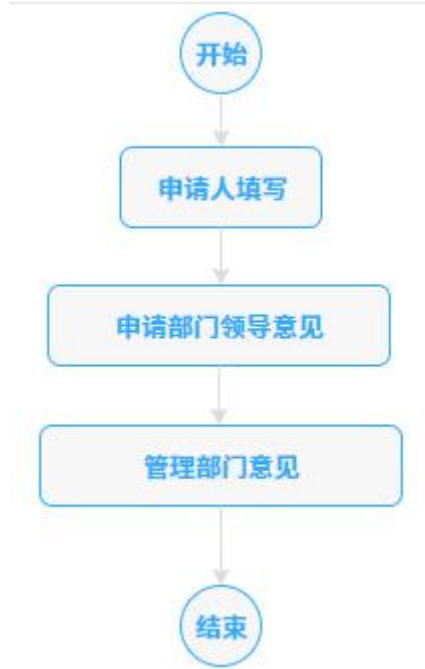 开始
申请人填写
申请部门领导意见
管理部门意见
结束